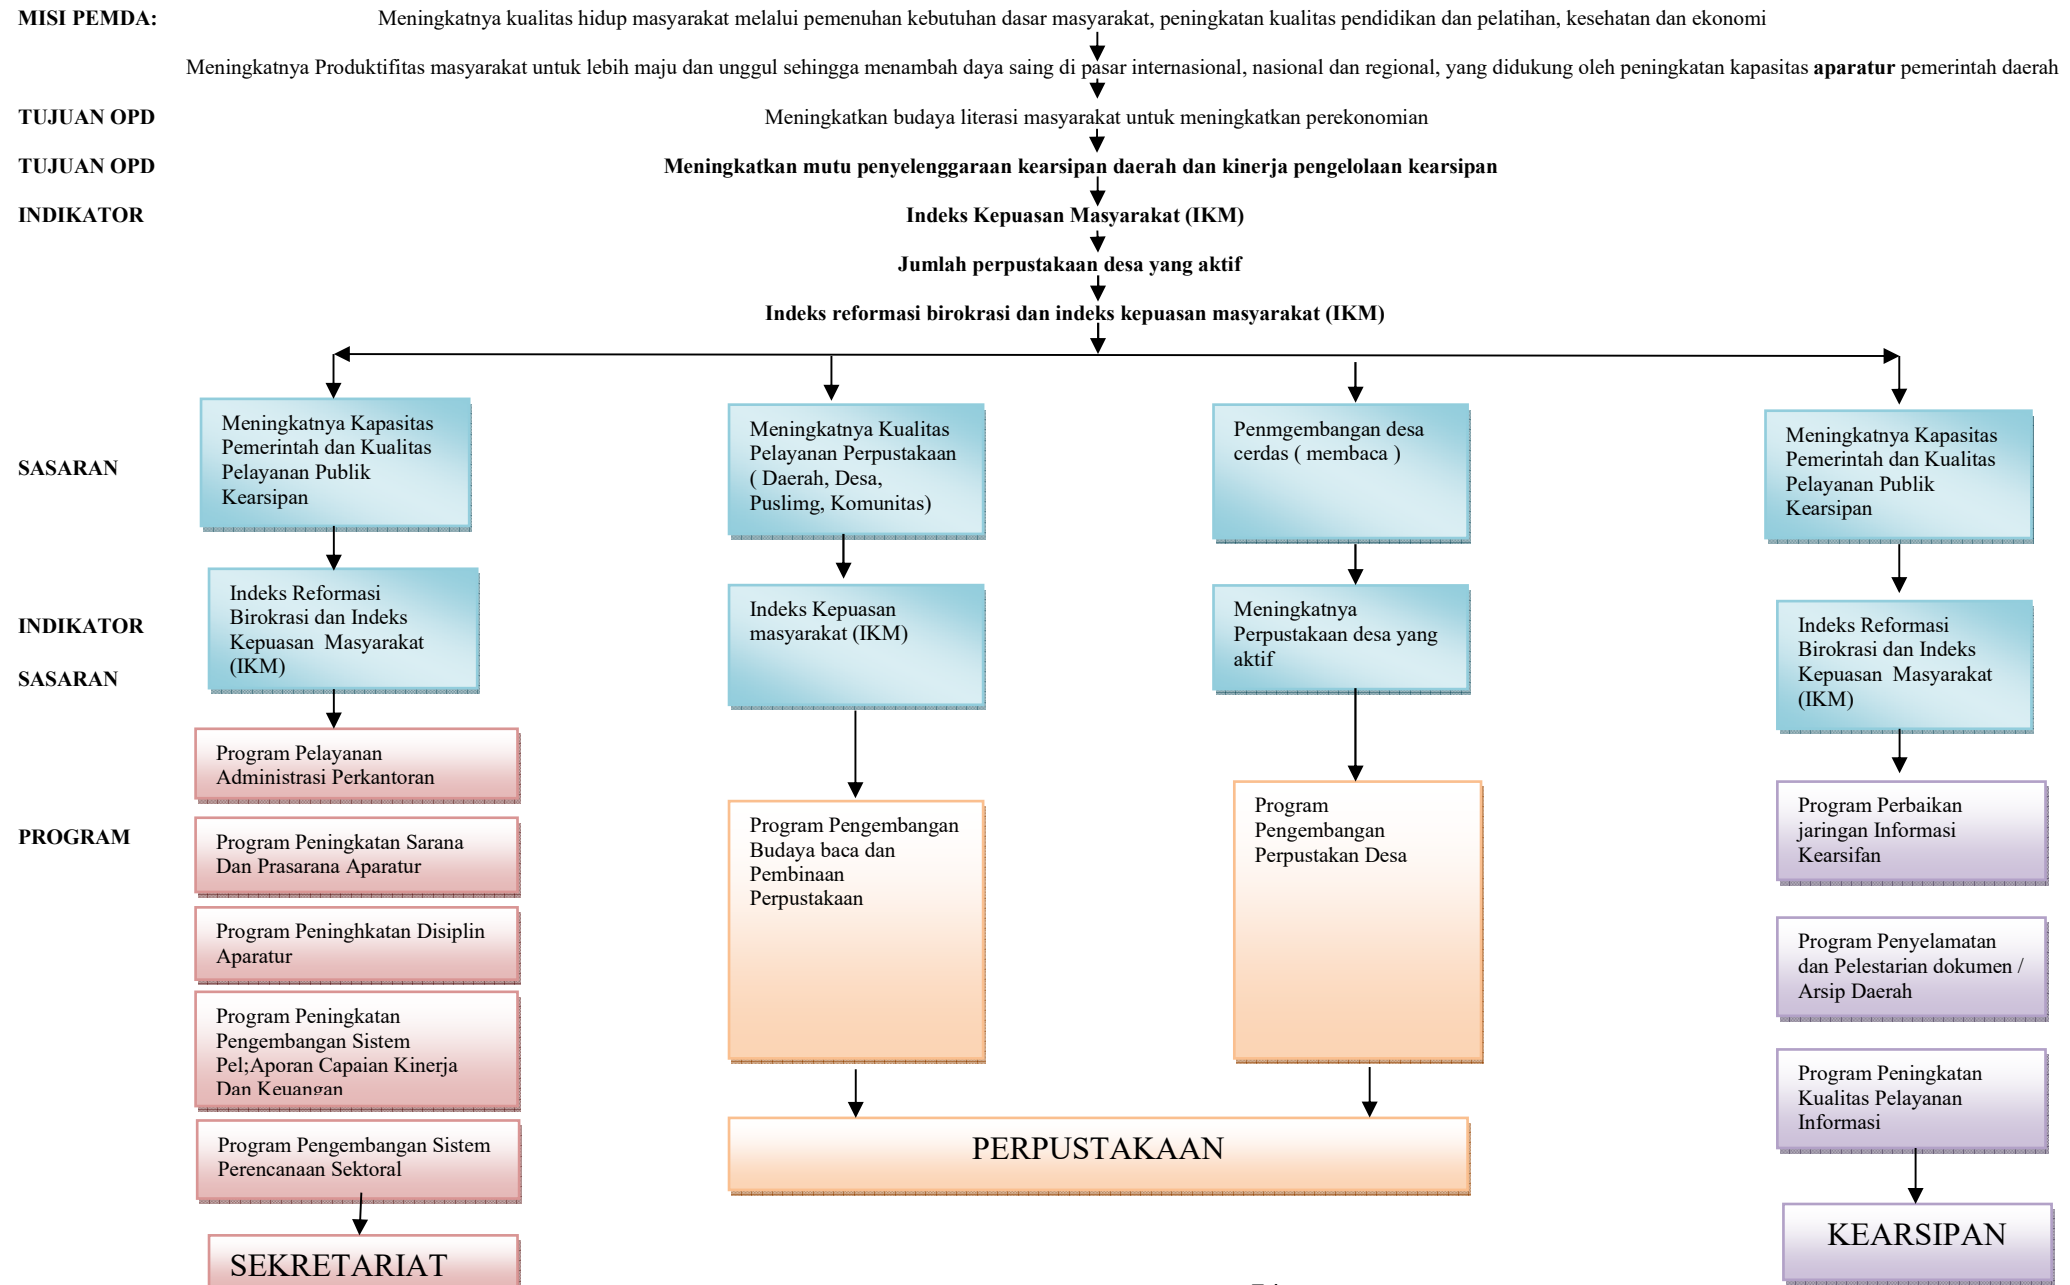 MISI PEMDA: Meningkatnya kualitas hidup masyarakat melalui pemenuhan kebutuhan dasar masyarakat, peningkatan kualitas pendidikan dan pelatihan, kesehatan dan ekonomi
Meningkatnya Produktifitas masyarakat untuk lebih maju dan unggul sehingga menambah daya saing di pasar internasional, nasional dan regional, yang didukung oleh peningkatan kapasitas aparatur pemerintah daerah
TUJUAN OPD Meningkatkan budaya literasi masyarakat untuk meningkatkan perekonomian
TUJUAN OPD Meningkatkan mutu penyelenggaraan kearsipan daerah dan kinerja pengelolaan kearsipan
INDIKATOR Indeks Kepuasan Masyarakat (IKM)
Jumlah perpustakaan desa yang aktif
Indeks reformasi birokrasi dan indeks kepuasan masyarakat (IKM)
SASARAN
Meningkatnya Kapasitas
Pemerintah dan Kualitas
Pelayanan Publik
Kearsipan
Meningkatnya Kualitas
Pelayanan Perpustakaan
( Daerah, Desa,
Puslimg, Komunitas)
Penmgembangan desa
cerdas ( membaca )
Meningkatnya Kapasitas
Pemerintah dan Kualitas
Pelayanan Publik
Kearsipan
INDIKATOR
SASARAN
Indeks Reformasi
Birokrasi dan Indeks
Kepuasan Masyarakat
(IKM)
Indeks Kepuasan
masyarakat (IKM)
Meningkatnya
Perpustakaan desa yang
aktif
Indeks Reformasi
Birokrasi dan Indeks
Kepuasan Masyarakat
(IKM)
PROGRAM
Program Pelayanan
Administrasi Perkantoran
Program Peningkatan Sarana
Dan Prasarana Aparatur
Program Peninghkatan Disiplin
Aparatur
Program Peningkatan
Pengembangan Sistem
Pel;Aporan Capaian Kinerja
Dan Keuangan
Program Pengembangan Sistem
Perencanaan Sektoral
SEKRETARIAT
Program Pengembangan
Budaya baca dan
Pembinaan
Perpustakaan
Program
Pengembangan
Perpustakan Desa
PERPUSTAKAAN
Program Perbaikan
jaringan Informasi
Kearsifan
Program Penyelamatan
dan Pelestarian dokumen /
Arsip Daerah
Program Peningkatan
Kualitas Pelayanan
Informasi
KEARSIPAN